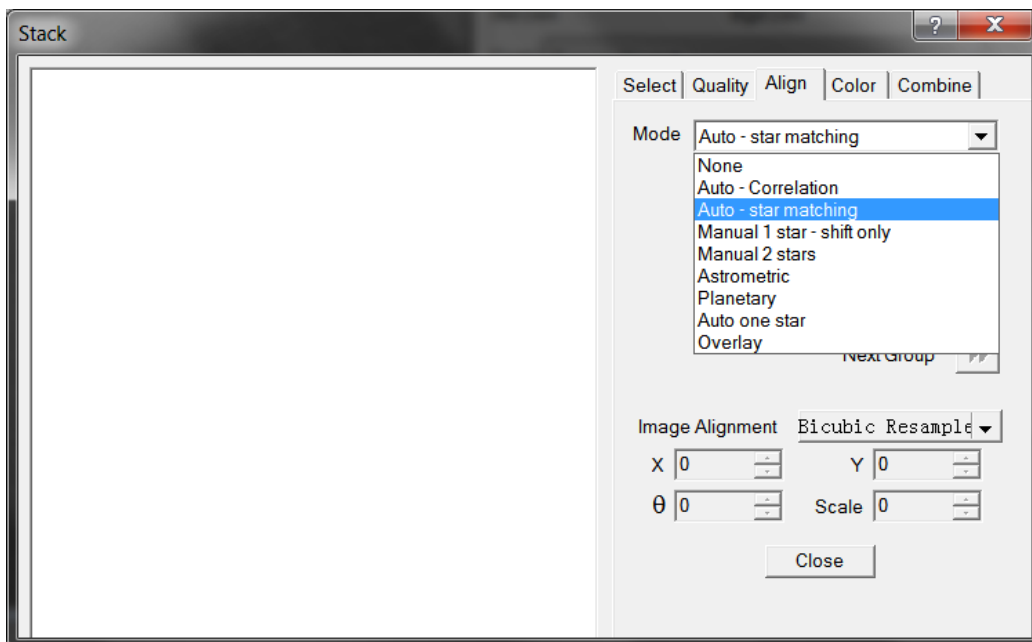 Stack
?
X
Select Quality Align Color Combine
Mode Auto - star matching
None
Auto - Correlation
Auto - star matching
Manual 1 star - shift only
Manual 2 stars
Astrometric
Planetary
Auto one star
Overlay
Next Group
Image Alignment Bicubic Resample
X 0 Y 0
θ 0 Scale 0
Close